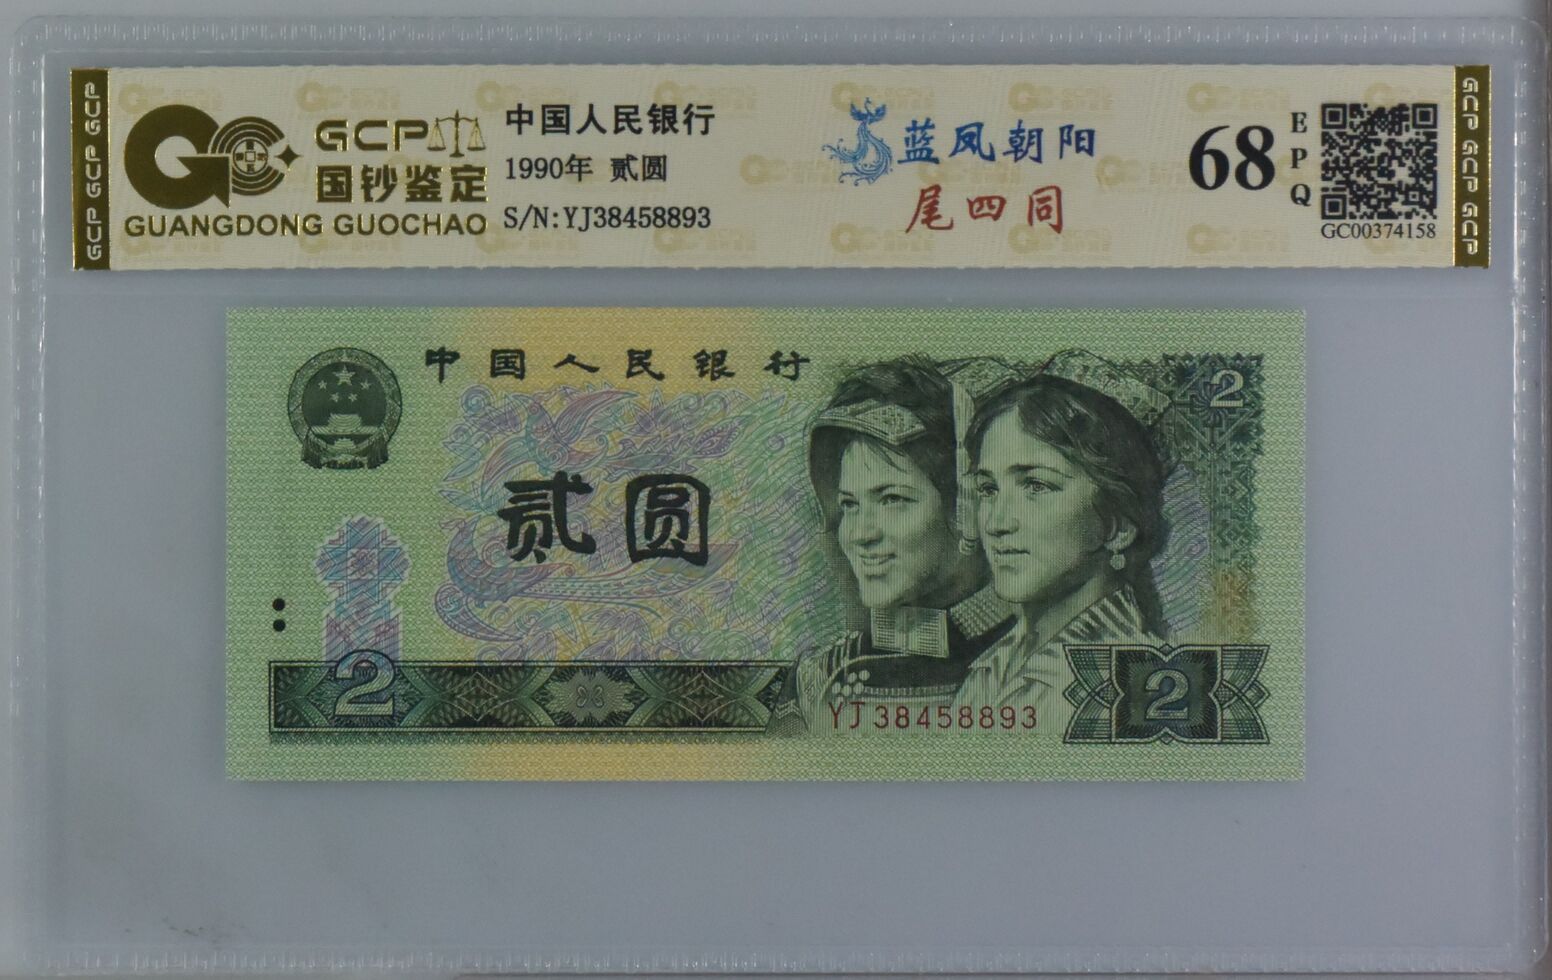 GCP GCP GCP
GCP
国钞鉴定
GUANGDONG GUOCHAO
中国人民银行
1990年 贰圆
S/N:YJ38458893
蓝凤朝阳
尾四同
68
EPQ
GC00374158
GCP GCP GCP
中国人民银行
2
贰圆
2
YJ38458893
2